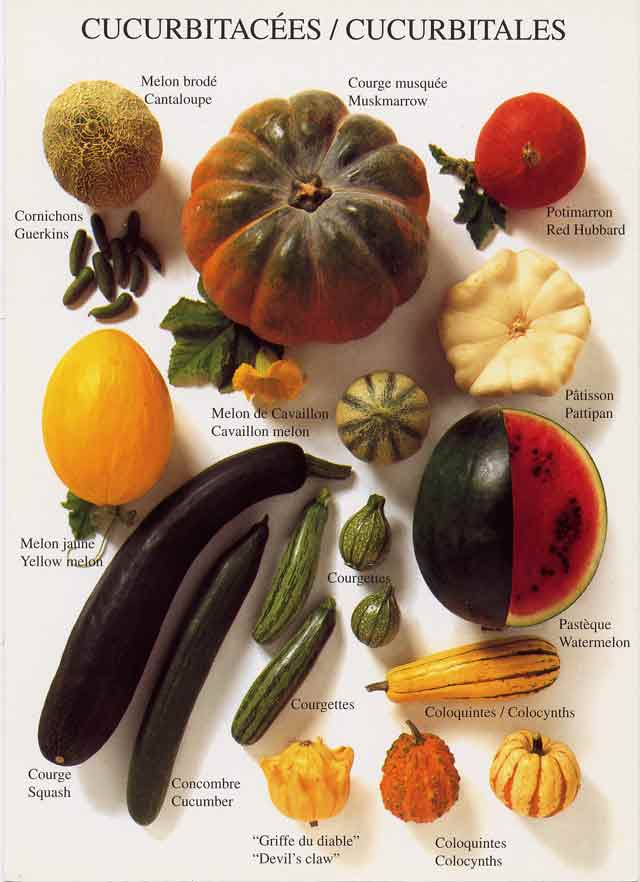 CUCURBITACÉES / CUCURBITALES
Melon brodé
Cantaloupe
Courge musquée
Muskmarrow
Cornichons
Guerkins
Potimarron
Red Hubbard
Pâtisson
Pattipan
Melon de Cavaillon
Cavaillon melon
Melon jaune
Yellow melon
Courgettes
Pastèque
Watermelon
Courgettes
Coloquintes / Colocynths
Courge
Squash
Concombre
Cucumber
“Griffe du diable”
“Devil's claw”
Coloquintes
Colocynths